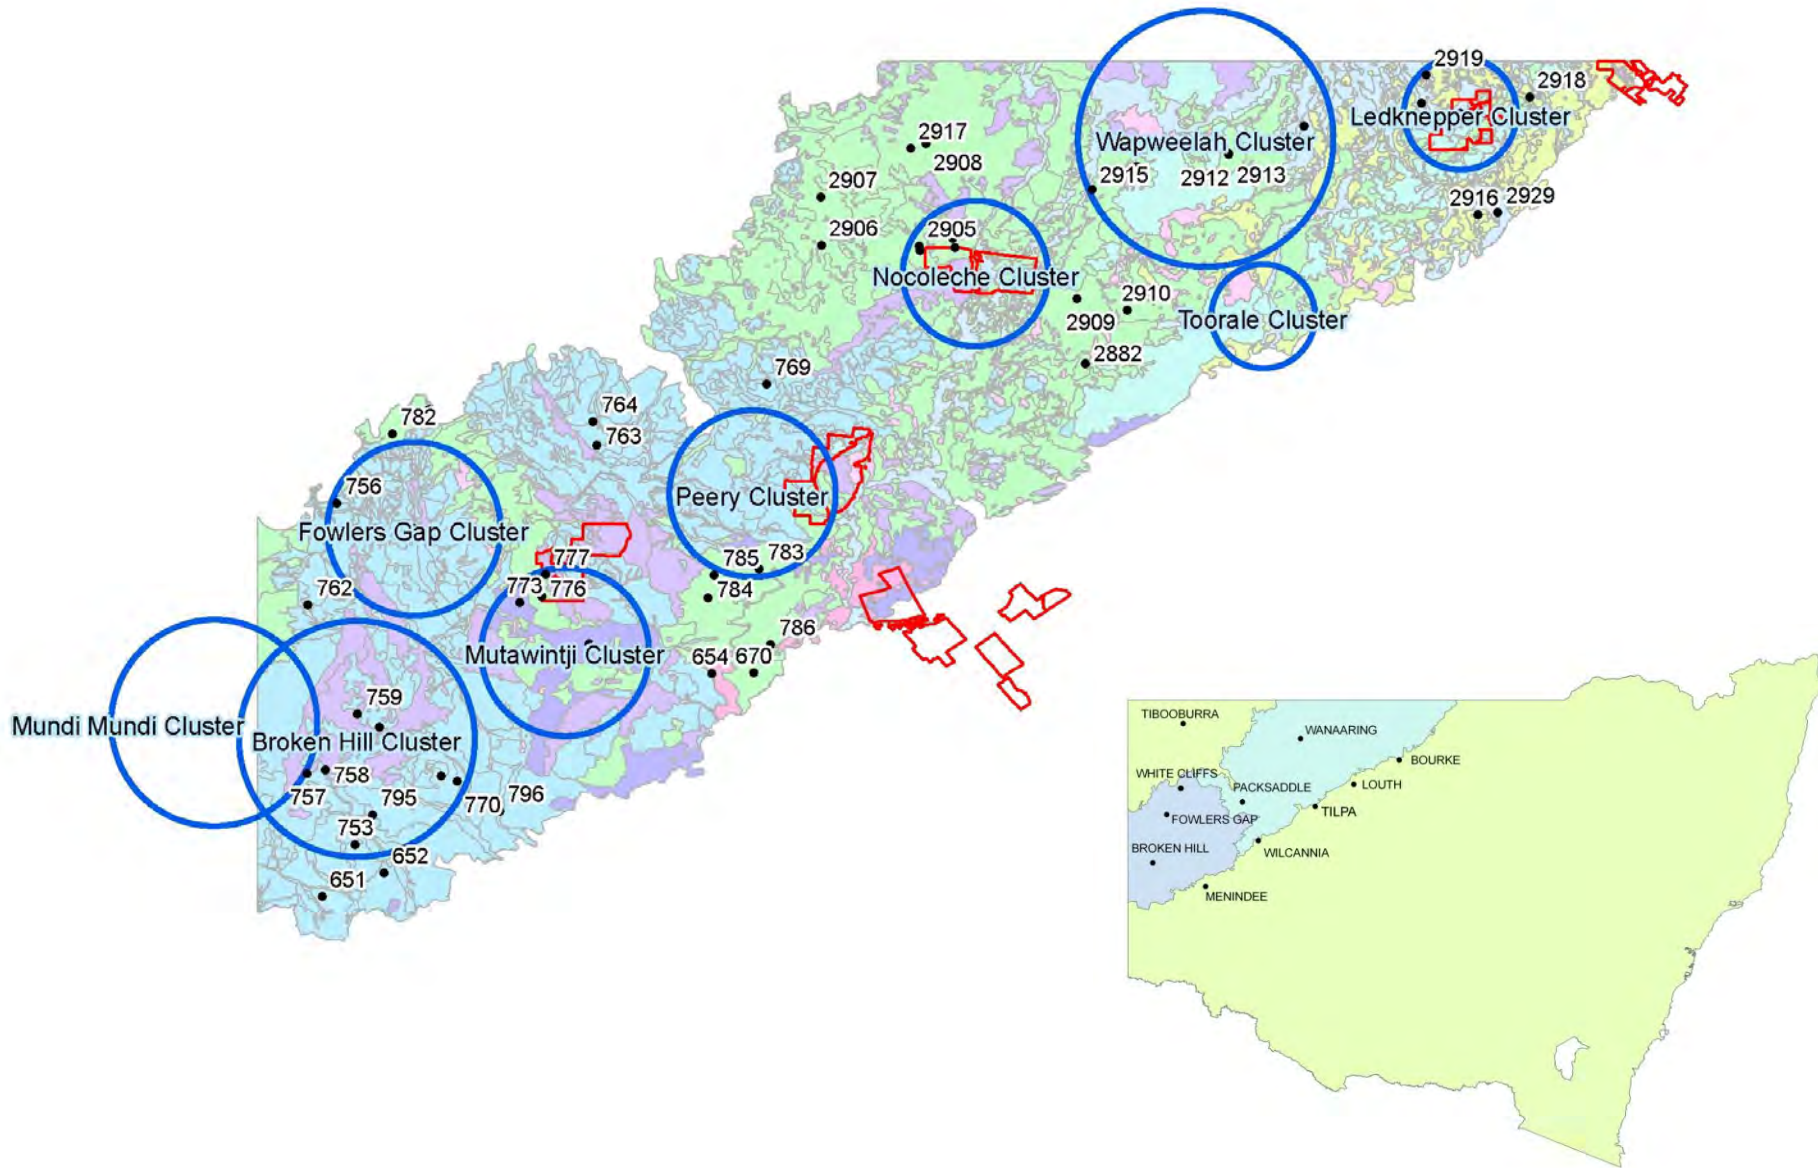 2919
2918
Ledknepper Cluster
2917
2908
Wapweelah Cluster
2915
2912
2913
2907
2916
2929
2906
2905
Nocoleche Cluster
2910
2909
Toorale Cluster
2882
769
764
763
782
756
Fowlers Gap Cluster
Peery Cluster
777
785
783
773
776
784
762
786
Mutawintji Cluster
654
670
759
Mundi Mundi Cluster
Broken Hill Cluster
758
757
795
770
796
753
652
651
TIBOOBURRA
WANAARING
BOURKE
WHITE CLIFFS
PACKSADDLE
LOUTH
TILPA
FOWLERS GAP
BROKEN HILL
WILCANNIA
MENINDEE